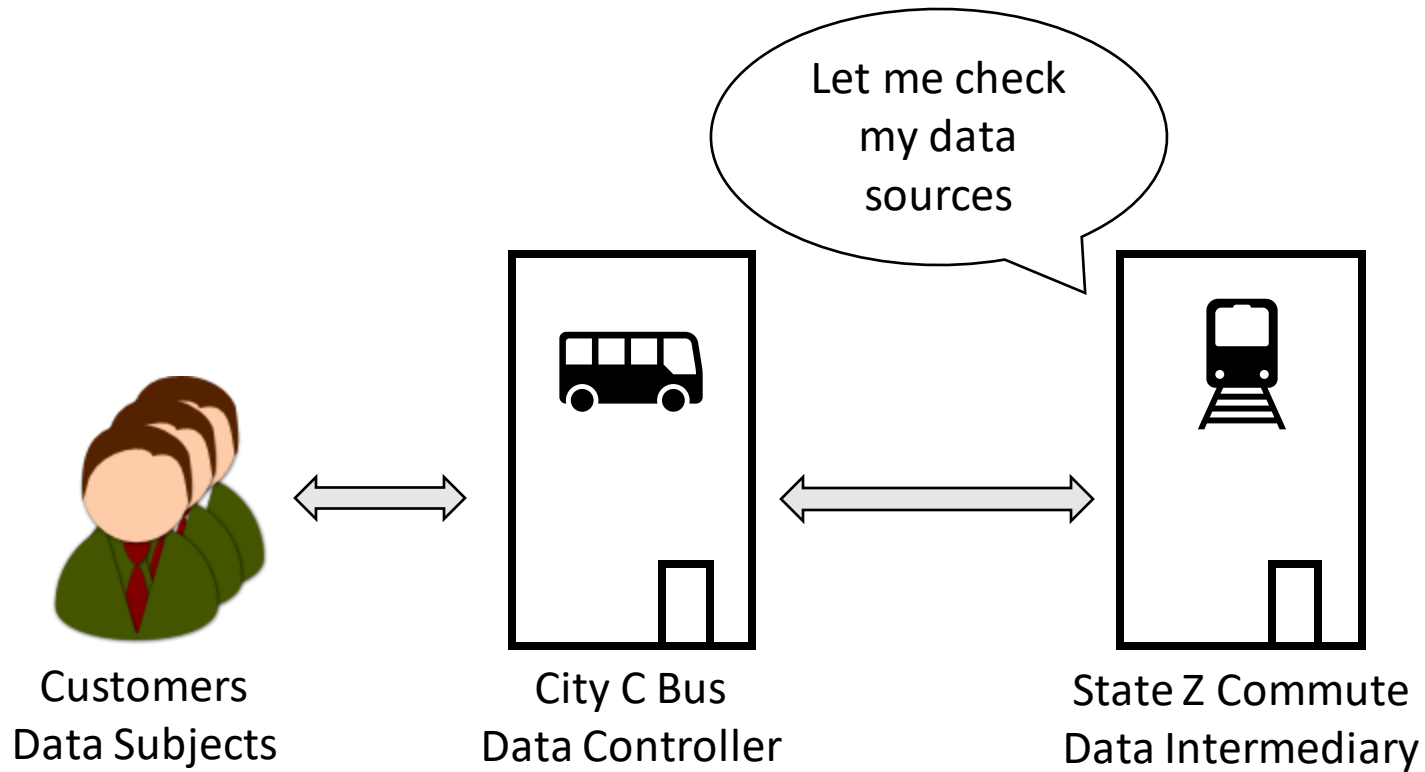 Let me check
my data
sources
Customers
Data Subjects
City C Bus
Data Controller
State Z Commute
Data Intermediary